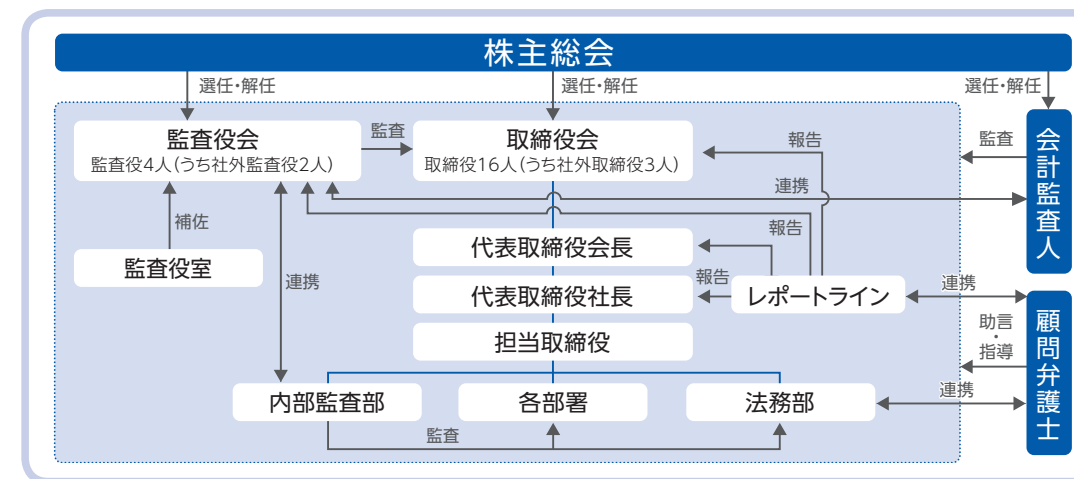 株主総会
選任・解任
選任・解任
選任・解任
監査役会
監査役4人(うち社外監査役2人)
監査
取締役会
取締役16人(うち社外取締役3人)
報告
監査
会計監査人
連携
補佐
報告
監査役室
連携
代表取締役会長
代表取締役社長
報告
レポートライン
連携
担当取締役
助言・指導
顧問弁護士
内部監査部
各部署
法務部
連携
監査